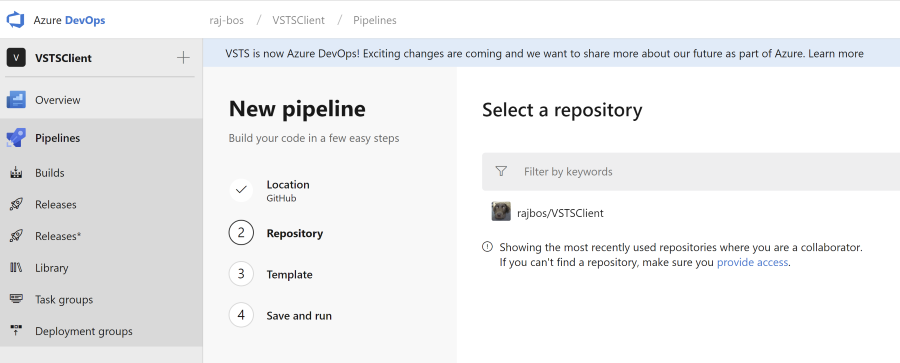 Azure DevOps
raj-bos / VSTSClient / Pipelines
V VSTSClient
VSTS is now Azure DevOps! Exciting changes are coming and we want to share more about our future as part of Azure. Learn more
Overview
Pipelines
Builds
Releases
Releases*
Library
Task groups
Deployment groups
New pipeline
Build your code in a few easy steps
Location
GitHub
2 Repository
3 Template
4 Save and run
Select a repository
Filter by keywords
rajbos/VSTSClient
Showing the most recently used repositories where you are a collaborator.
If you can't find a repository, make sure you provide access.